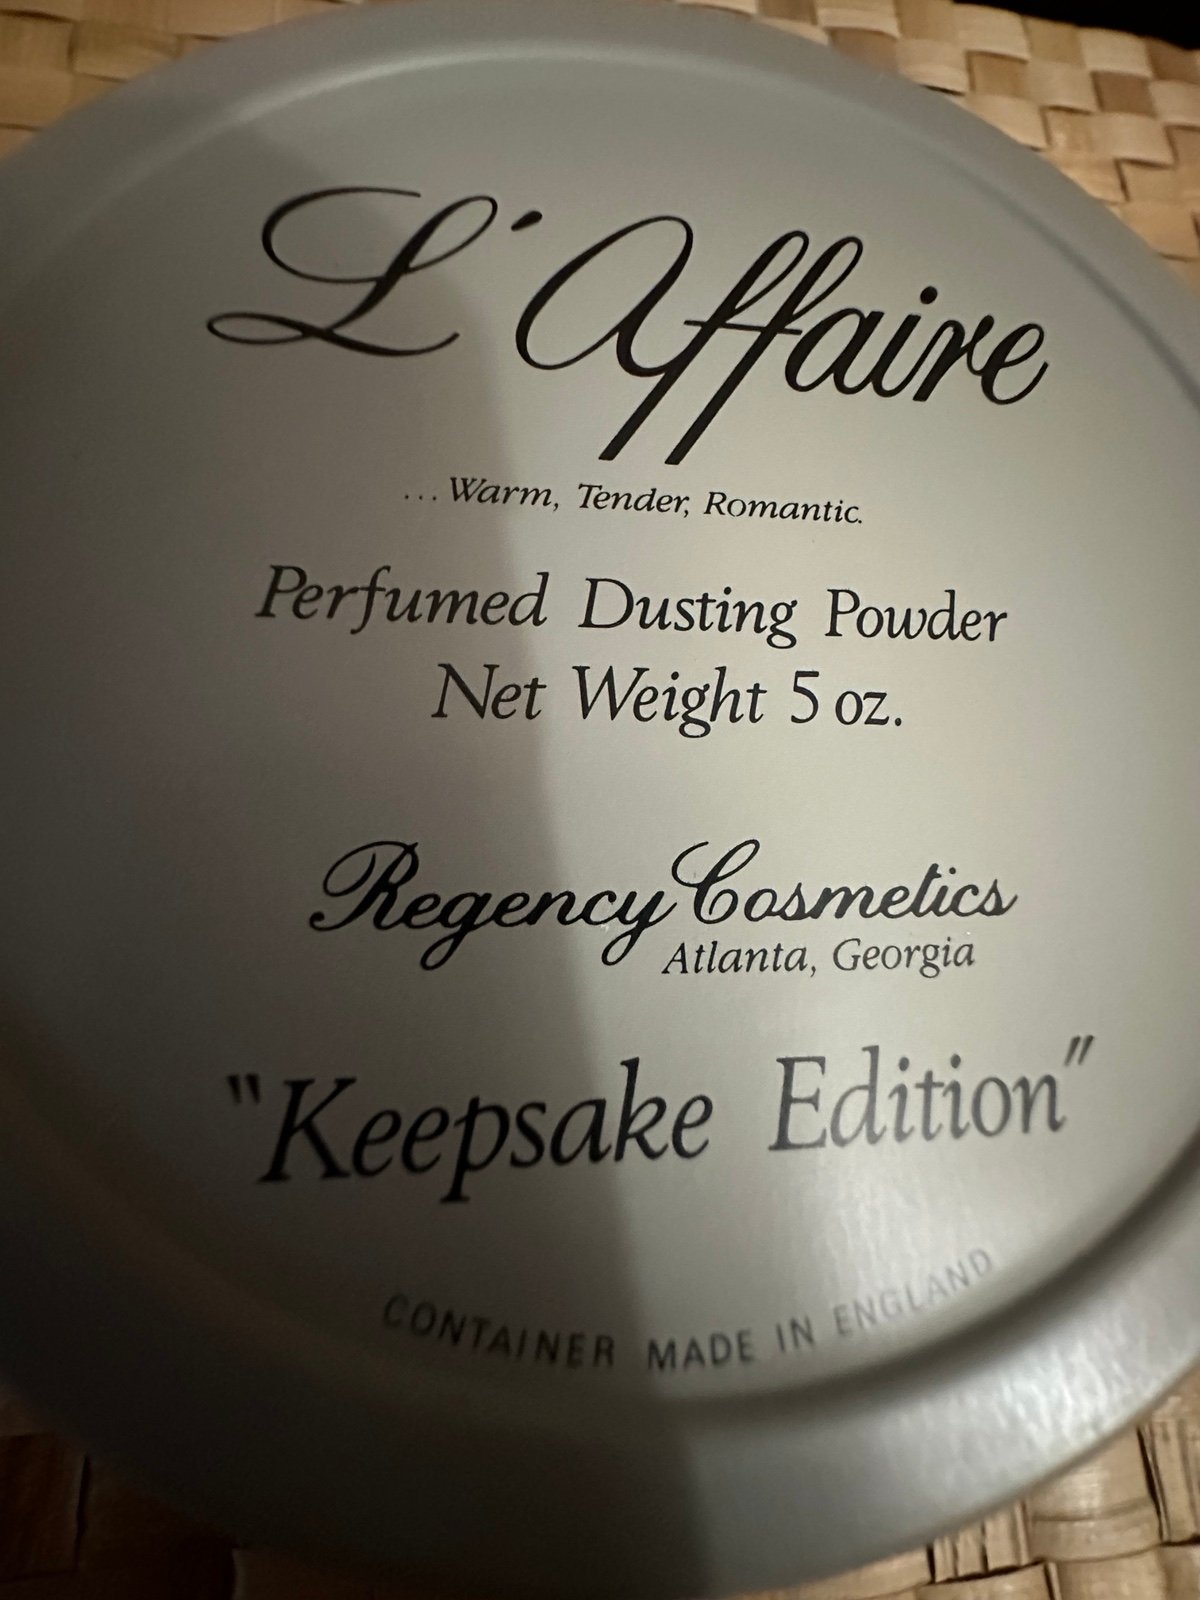 L'Affaire
...Warm, Tender, Romantic.
Perfumed Dusting Powder
Net Weight 5 oz.
Regency Cosmetics
Atlanta, Georgia
"Keepsake Edition"
CONTAINER MADE IN ENGLAND